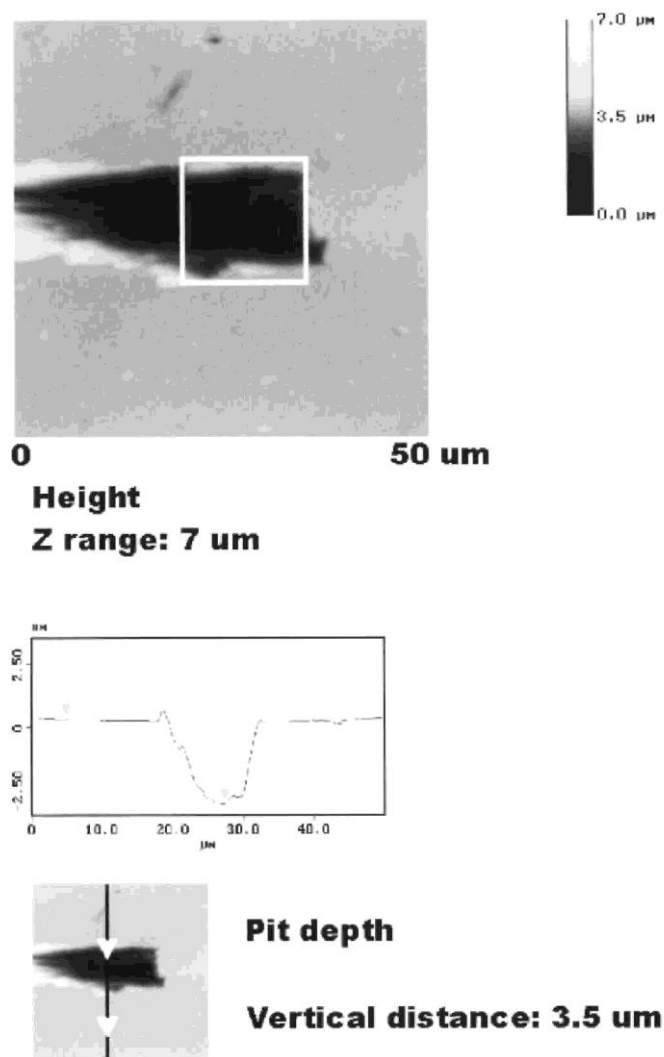 7.0 µm
3.5 µm
0.0 µm
0 50 um
Height
Z range: 7 um
µm
2.50
0
-2.50
0 10.0 20.0 30.0 40.0
µm
Pit depth
Vertical distance: 3.5 um